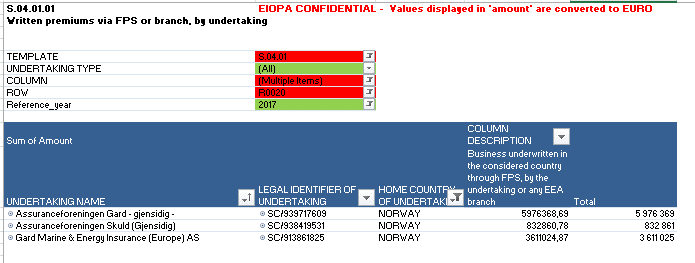 S.04.01.01 EIOPA CONFIDENTIAL - Values displayed in 'amount' are converted to EURO
Written premiums via FPS or branch, by undertaking
TEMPLATE S.04.01
UNDERTAKING TYPE (All)
COLUMN (Multiple Items)
ROW R0020
Reference_year 2017
Sum of Amount
COLUMN
DESCRIPTION
Business underwritten in
the considered country
through FPS, by the
undertaking or any EEA
branch
Total
UNDERTAKING NAME
LEGAL IDENTIFIER OF
UNDERTAKING
HOME COUNTRY
OF UNDERTAKI
Assuranceforeningen Gard - gjensidig - SC/939717609 NORWAY 5976368,69 5 976 369
Assuranceforeningen Skuld (Gjensidig) SC/938419531 NORWAY 832860,78 832 861
Gard Marine & Energy Insurance (Europe) AS SC/913861825 NORWAY 3611024,87 3 611 025